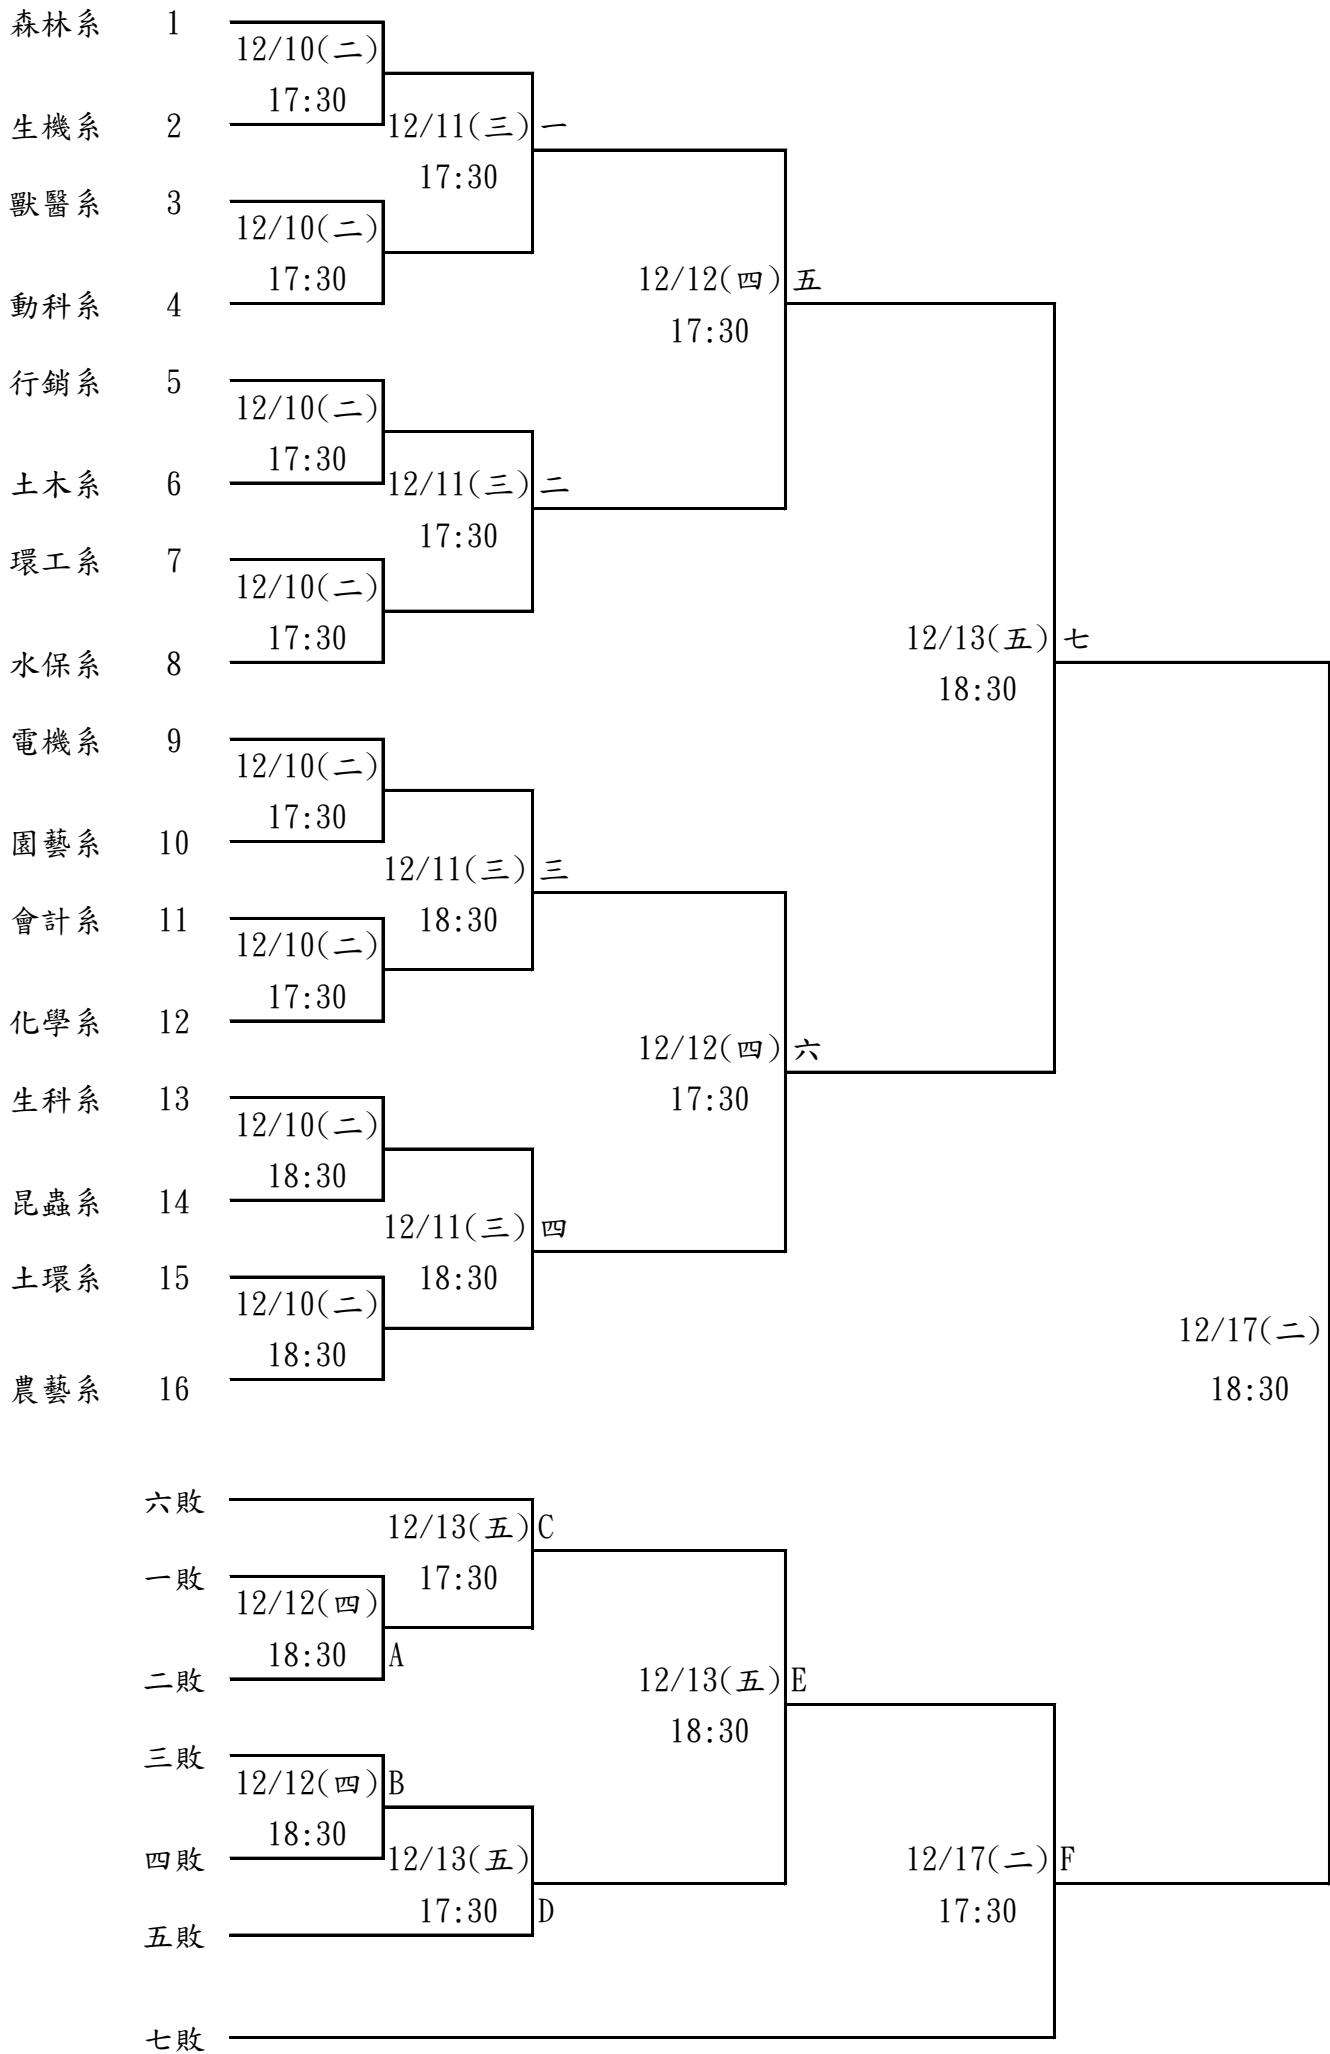 森林系 1
12/10(二)
17:30
生機系 2
12/11(三) 一
17:30
獸醫系 3
12/10(二)
17:30
動科系 4
12/12(四) 五
17:30
行銷系 5
12/10(二)
17:30
土木系 6
12/11(三) 二
17:30
環工系 7
12/10(二)
17:30
水保系 8
12/13(五) 七
18:30
電機系 9
12/10(二)
17:30
園藝系 10
12/11(三) 三
18:30
會計系 11
12/10(二)
17:30
化學系 12
12/12(四) 六
17:30
生科系 13
12/10(二)
18:30
昆蟲系 14
12/11(三) 四
18:30
土環系 15
12/10(二)
18:30
農藝系 16
12/17(二)
18:30
六敗
12/13(五) C
17:30
一敗
12/12(四)
18:30 A
二敗
12/13(五) E
18:30
三敗
12/12(四) B
18:30
四敗
12/13(五)
17:30 D
12/17(二) F
17:30
五敗
七敗